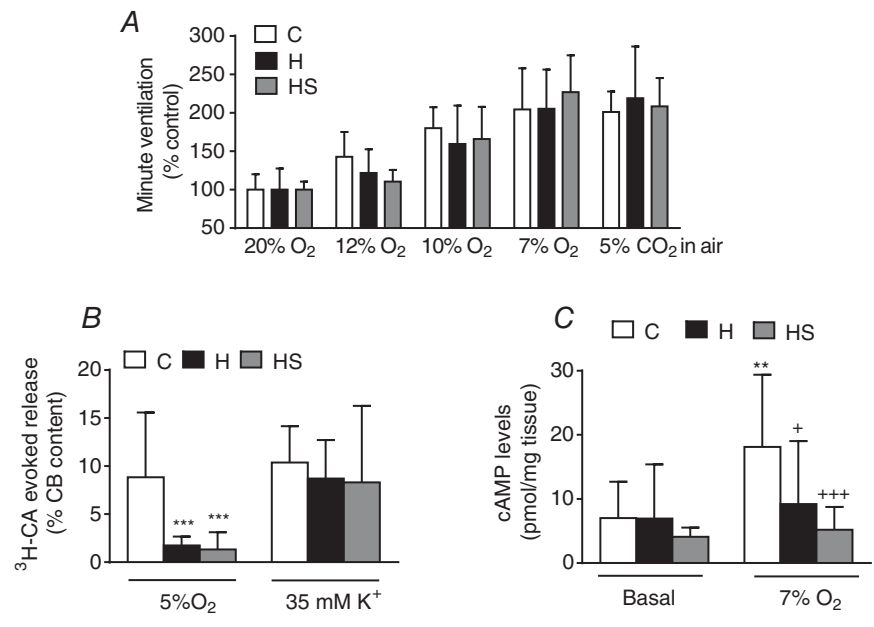 A
Minute ventilation
(% control)
300
250
200
150
100
50
C
H
HS
20% O₂ 12% O₂ 10% O₂ 7% O₂ 5% CO₂ in air
B
C H HS
³H-CA evoked release
(% CB content)
20
15
10
5
0
*** ***
5%O₂ 35 mM K⁺
C
C H HS
cAMP levels
(pmol/mg tissue)
30
20
10
0
**
+
+++
Basal 7% O₂